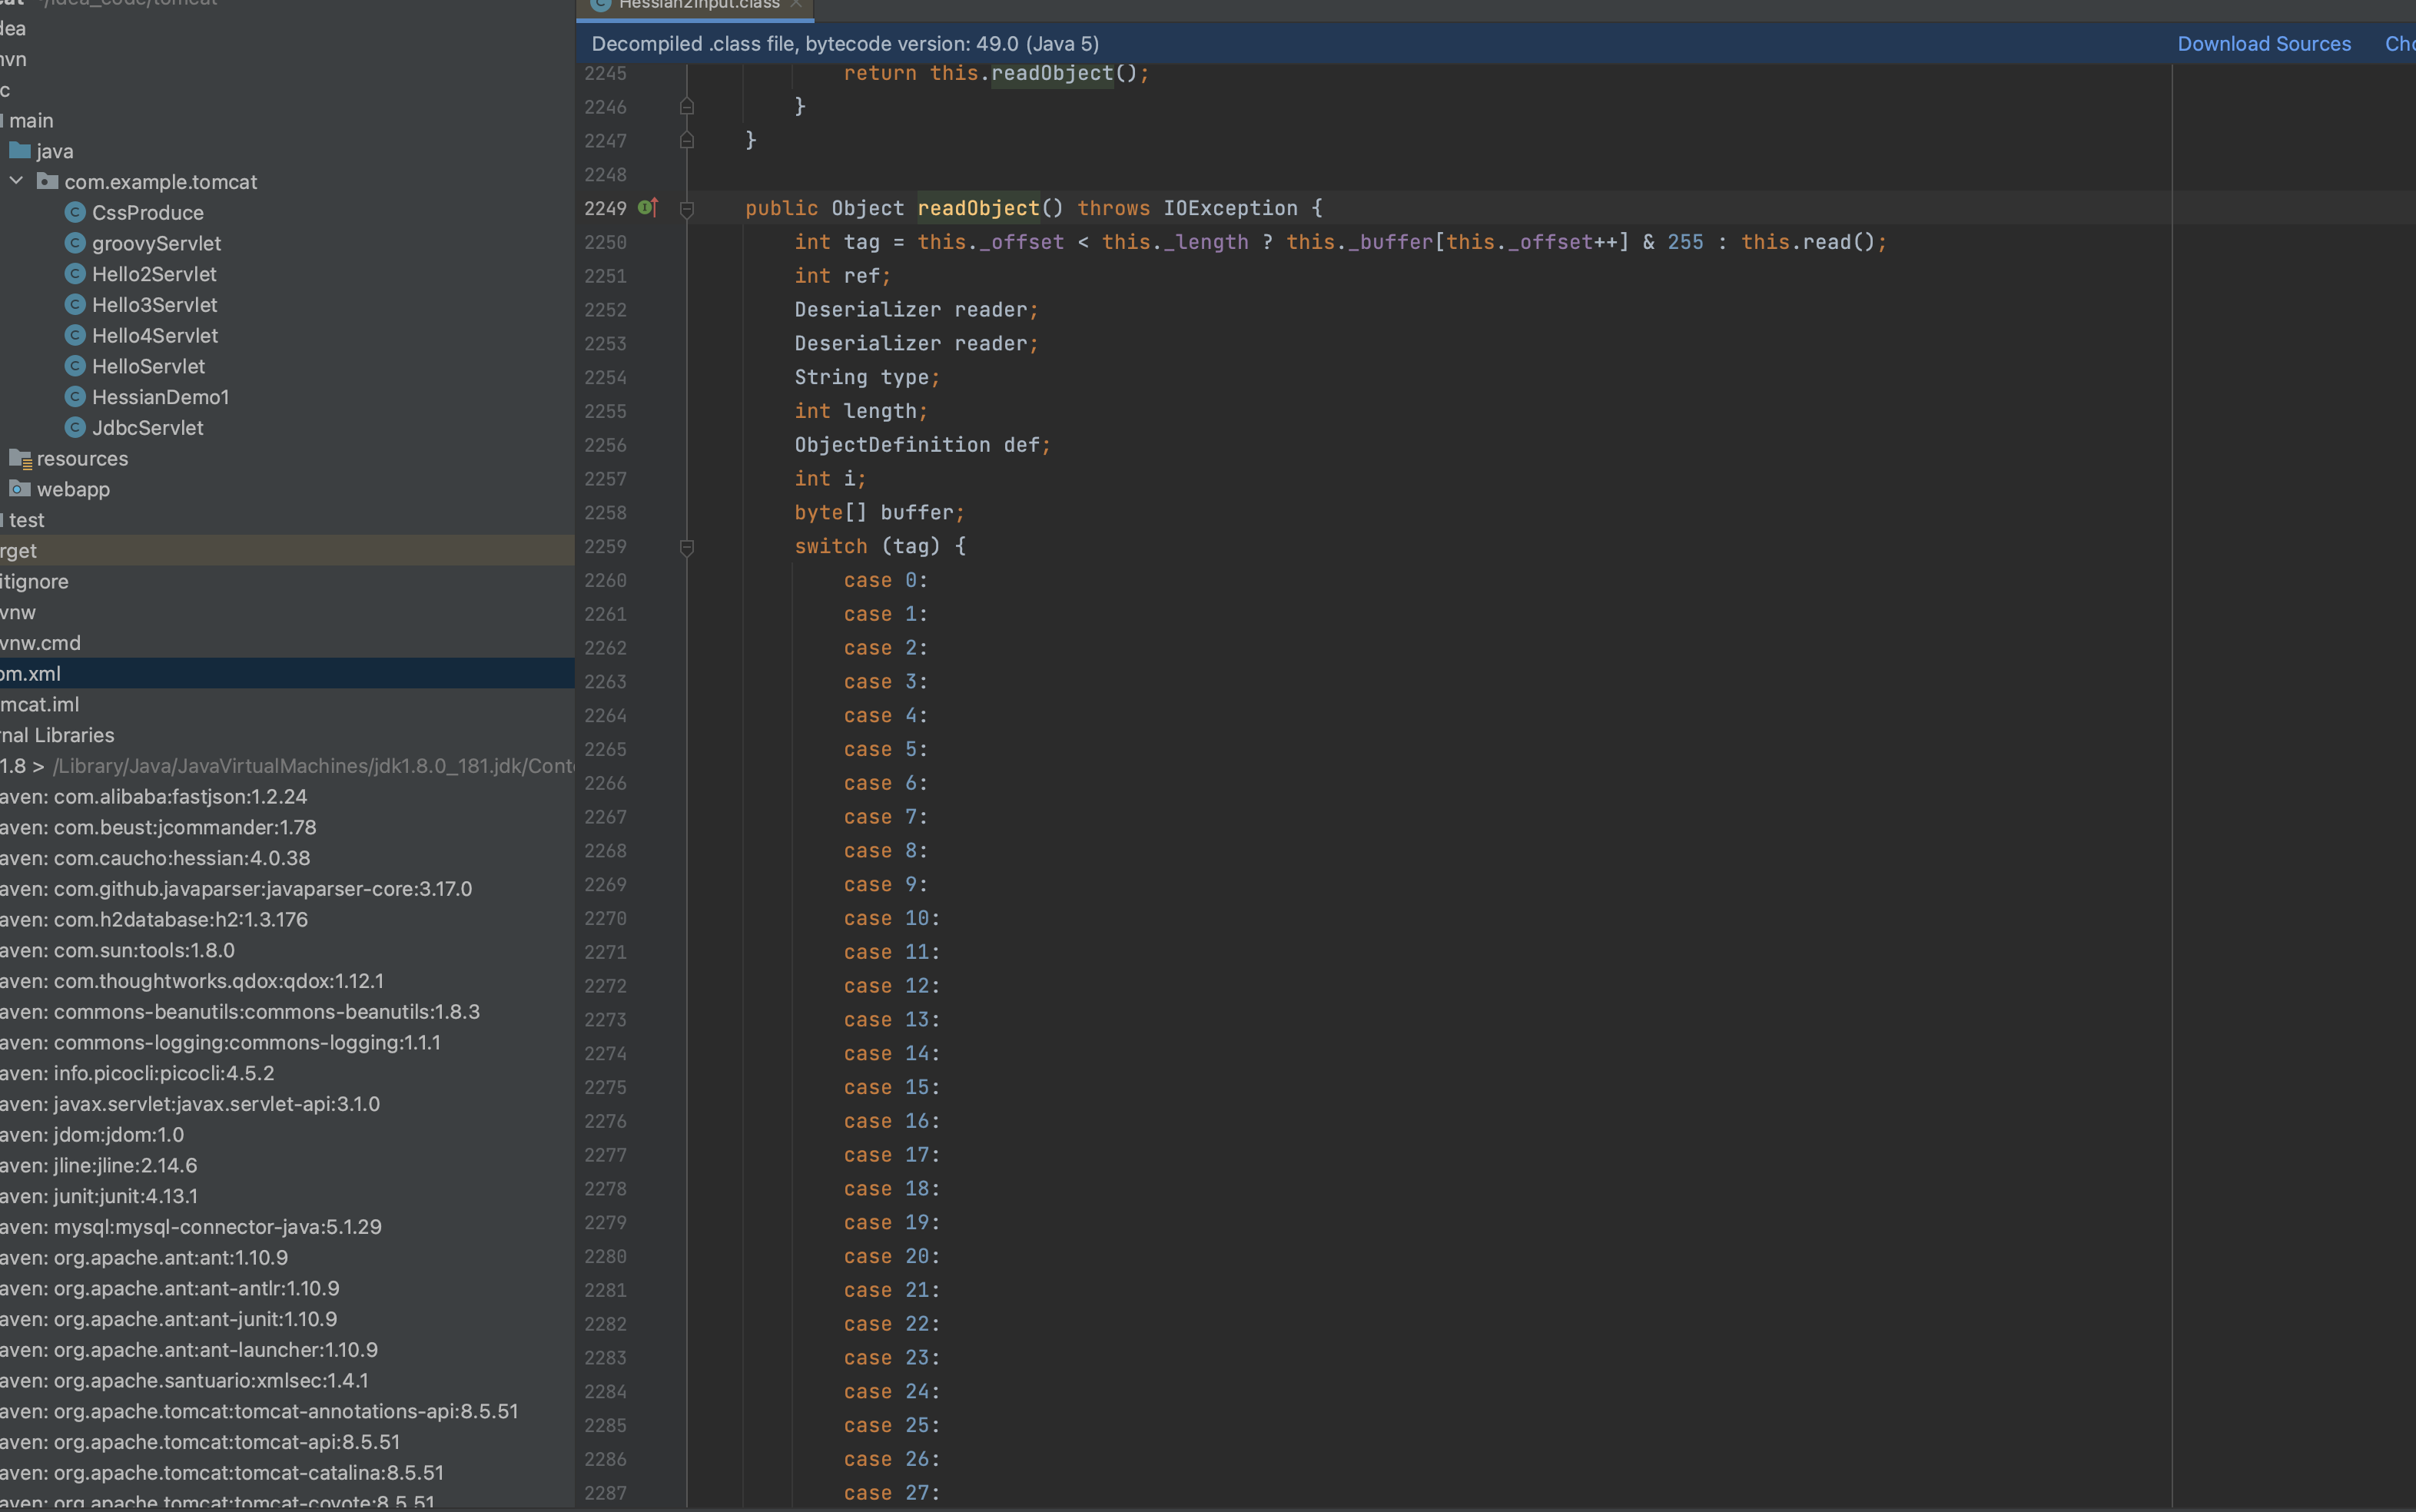 ~/idea_code/tomcat
dea
main
java
com.example.tomcat
CssProduce
groovyServlet
Hello2Servlet
Hello3Servlet
Hello4Servlet
HelloServlet
HessianDemo1
JdbcServlet
resources
webapp
test
rget
itignore
vnw
vnw.cmd
om.xml
mcat.iml
rnal Libraries
1.8 > /Library/Java/JavaVirtualMachines/jdk1.8.0_181.jdk/Cont
aven: com.alibaba:fastjson:1.2.24
aven: com.beust:jcommander:1.78
aven: com.caucho:hessian:4.0.38
aven: com.github.javaparser:javaparser-core:3.17.0
aven: com.h2database:h2:1.3.176
aven: com.sun:tools:1.8.0
aven: com.thoughtworks.qdox:qdox:1.12.1
aven: commons-beanutils:commons-beanutils:1.8.3
aven: commons-logging:commons-logging:1.1.1
aven: info.picocli:picocli:4.5.2
aven: javax.servlet:javax.servlet-api:3.1.0
aven: jdom:jdom:1.0
aven: jline:jline:2.14.6
aven: junit:junit:4.13.1
aven: mysql:mysql-connector-java:5.1.29
aven: org.apache.ant:ant:1.10.9
aven: org.apache.ant:ant-antlr:1.10.9
aven: org.apache.ant:ant-junit:1.10.9
aven: org.apache.ant:ant-launcher:1.10.9
aven: org.apache.santuario:xmlsec:1.4.1
aven: org.apache.tomcat:tomcat-annotations-api:8.5.51
aven: org.apache.tomcat:tomcat-api:8.5.51
aven: org.apache.tomcat:tomcat-catalina:8.5.51
aven: org.apache.tomcat:tomcat-coyote:8.5.51
Hessian2Input.class
Decompiled .class file, bytecode version: 49.0 (Java 5) Download Sources Cho
2245 return this.readObject();
2246 }
2247 }
2248
2249 public Object readObject() throws IOException {
2250 int tag = this._offset < this._length ? this._buffer[this._offset++] & 255 : this.read();
2251 int ref;
2252 Deserializer reader;
2253 Deserializer reader;
2254 String type;
2255 int length;
2256 ObjectDefinition def;
2257 int i;
2258 byte[] buffer;
2259 switch (tag) {
2260 case 0:
2261 case 1:
2262 case 2:
2263 case 3:
2264 case 4:
2265 case 5:
2266 case 6:
2267 case 7:
2268 case 8:
2269 case 9:
2270 case 10:
2271 case 11:
2272 case 12:
2273 case 13:
2274 case 14:
2275 case 15:
2276 case 16:
2277 case 17:
2278 case 18:
2279 case 19:
2280 case 20:
2281 case 21:
2282 case 22:
2283 case 23:
2284 case 24:
2285 case 25:
2286 case 26:
2287 case 27: